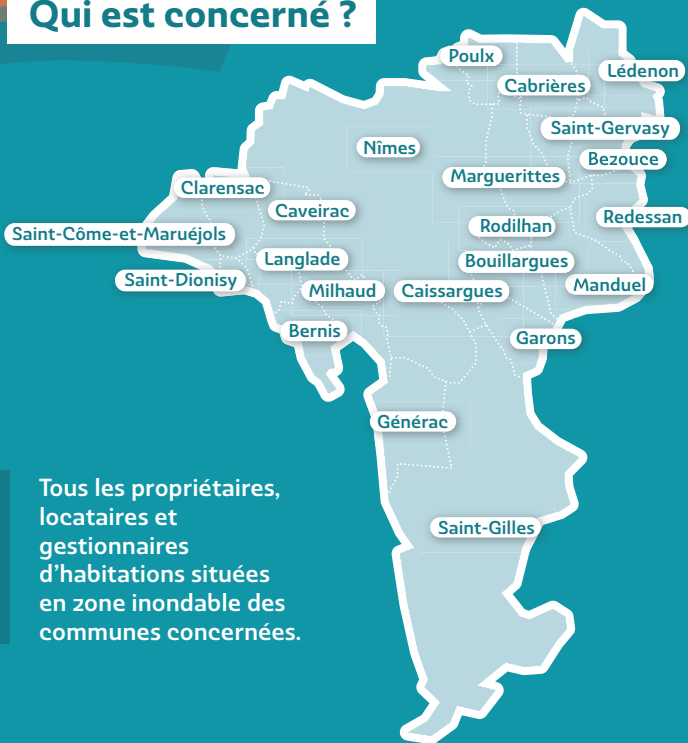 Qui est concerné ?
Poulx
Lédenon
Cabrières
Saint-Gervasy
Nîmes
Bezouce
Marguerittes
Clarensac
Caveirac
Redessan
Rodilhan
Saint-Côme-et-Maruéjols
Langlade
Bouillargues
Saint-Dionisy
Milhaud
Caissargues
Manduel
Bernis
Garons
Générac
Tous les propriétaires,
locataires et
gestionnaires
d’habitations situées
en zone inondable des
communes concernées.
Saint-Gilles